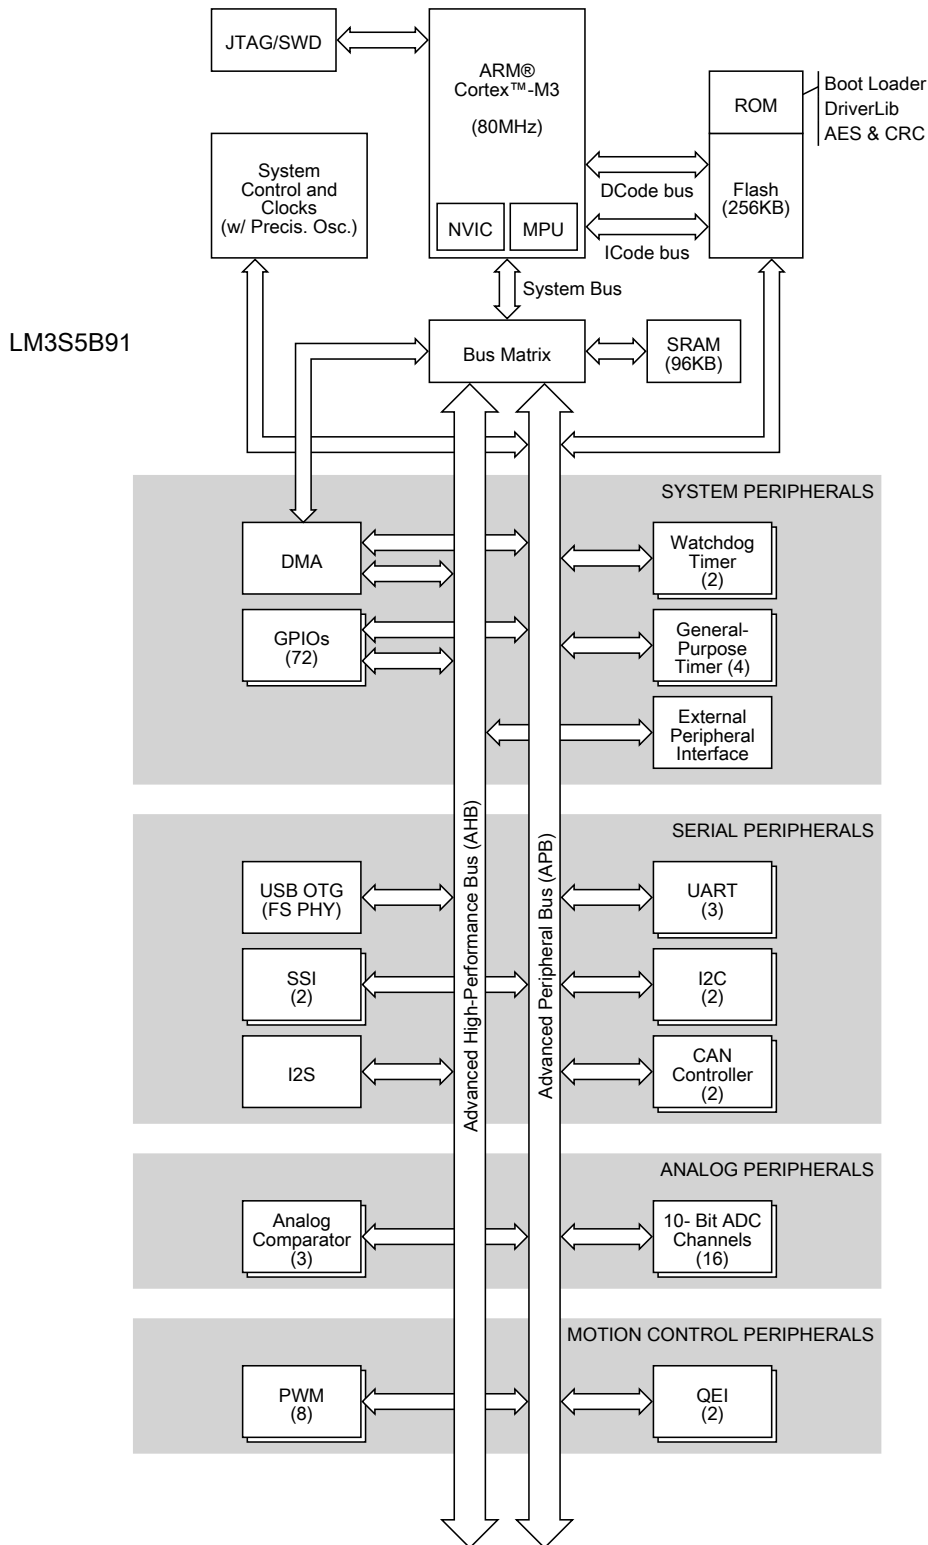 JTAG/SWD
ARM®
Cortex™-M3
(80MHz)
NVIC
MPU
ROM
Boot Loader
DriverLib
AES & CRC
Flash
(256KB)
DCode bus
ICode bus
System
Control and
Clocks
(w/ Precis. Osc.)
System Bus
LM3S5B91
Bus Matrix
SRAM
(96KB)
SYSTEM PERIPHERALS
DMA
Watchdog
Timer
(2)
GPIOs
(72)
General-
Purpose
Timer (4)
External
Peripheral
Interface
Advanced High-Performance Bus (AHB)
Advanced Peripheral Bus (APB)
SERIAL PERIPHERALS
USB OTG
(FS PHY)
UART
(3)
SSI
(2)
I2C
(2)
I2S
CAN
Controller
(2)
ANALOG PERIPHERALS
Analog
Comparator
(3)
10- Bit ADC
Channels
(16)
MOTION CONTROL PERIPHERALS
PWM
(8)
QEI
(2)